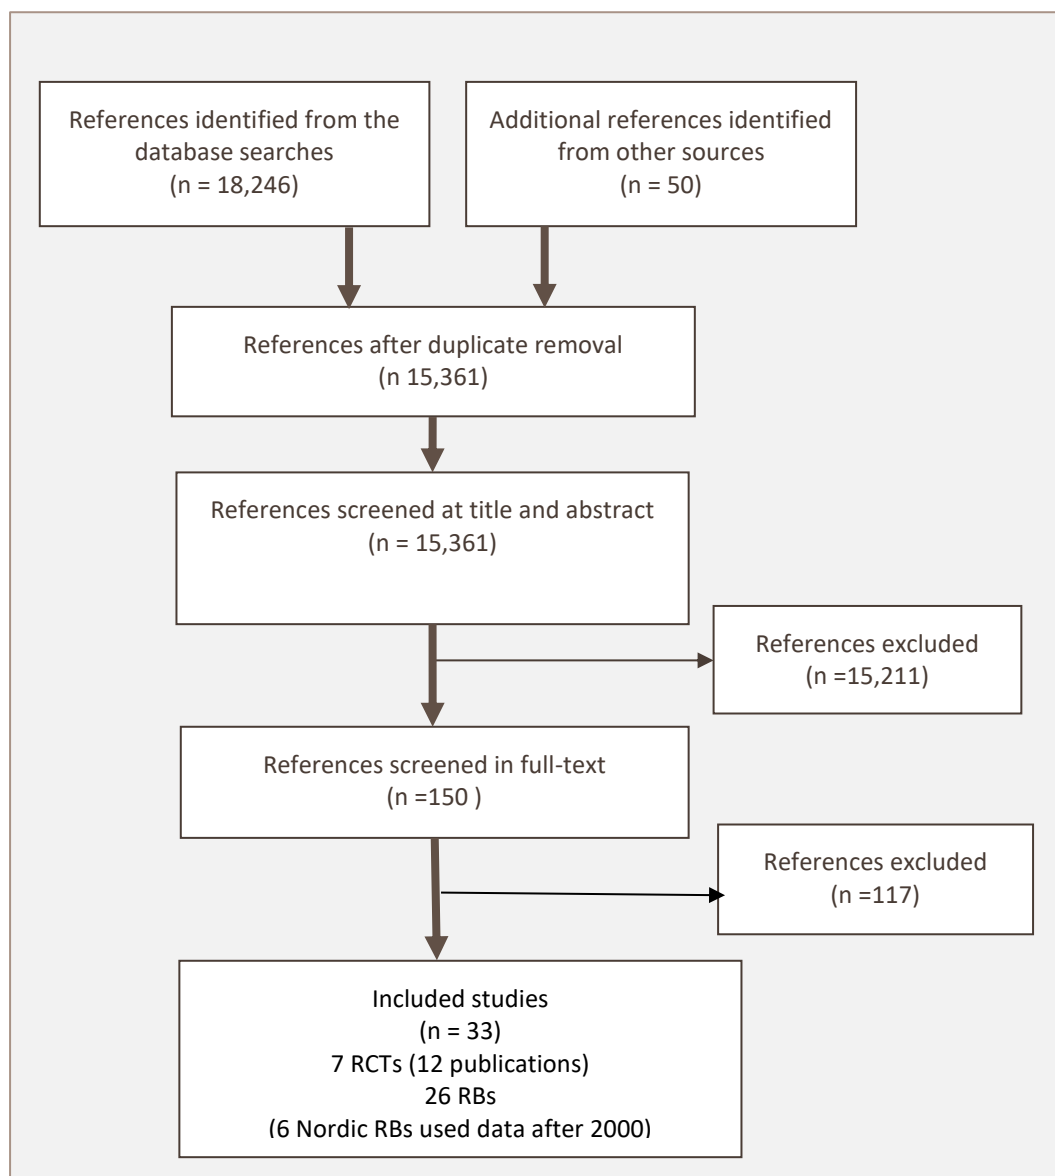 References identified from the
database searches
(n = 18,246)
Additional references identified
from other sources
(n = 50)
References after duplicate removal
(n 15,361)
References screened at title and abstract
(n = 15,361)
References excluded
(n =15,211)
References screened in full-text
(n =150 )
References excluded
(n =117)
Included studies
(n = 33)
7 RCTs (12 publications)
26 RBs
(6 Nordic RBs used data after 2000)